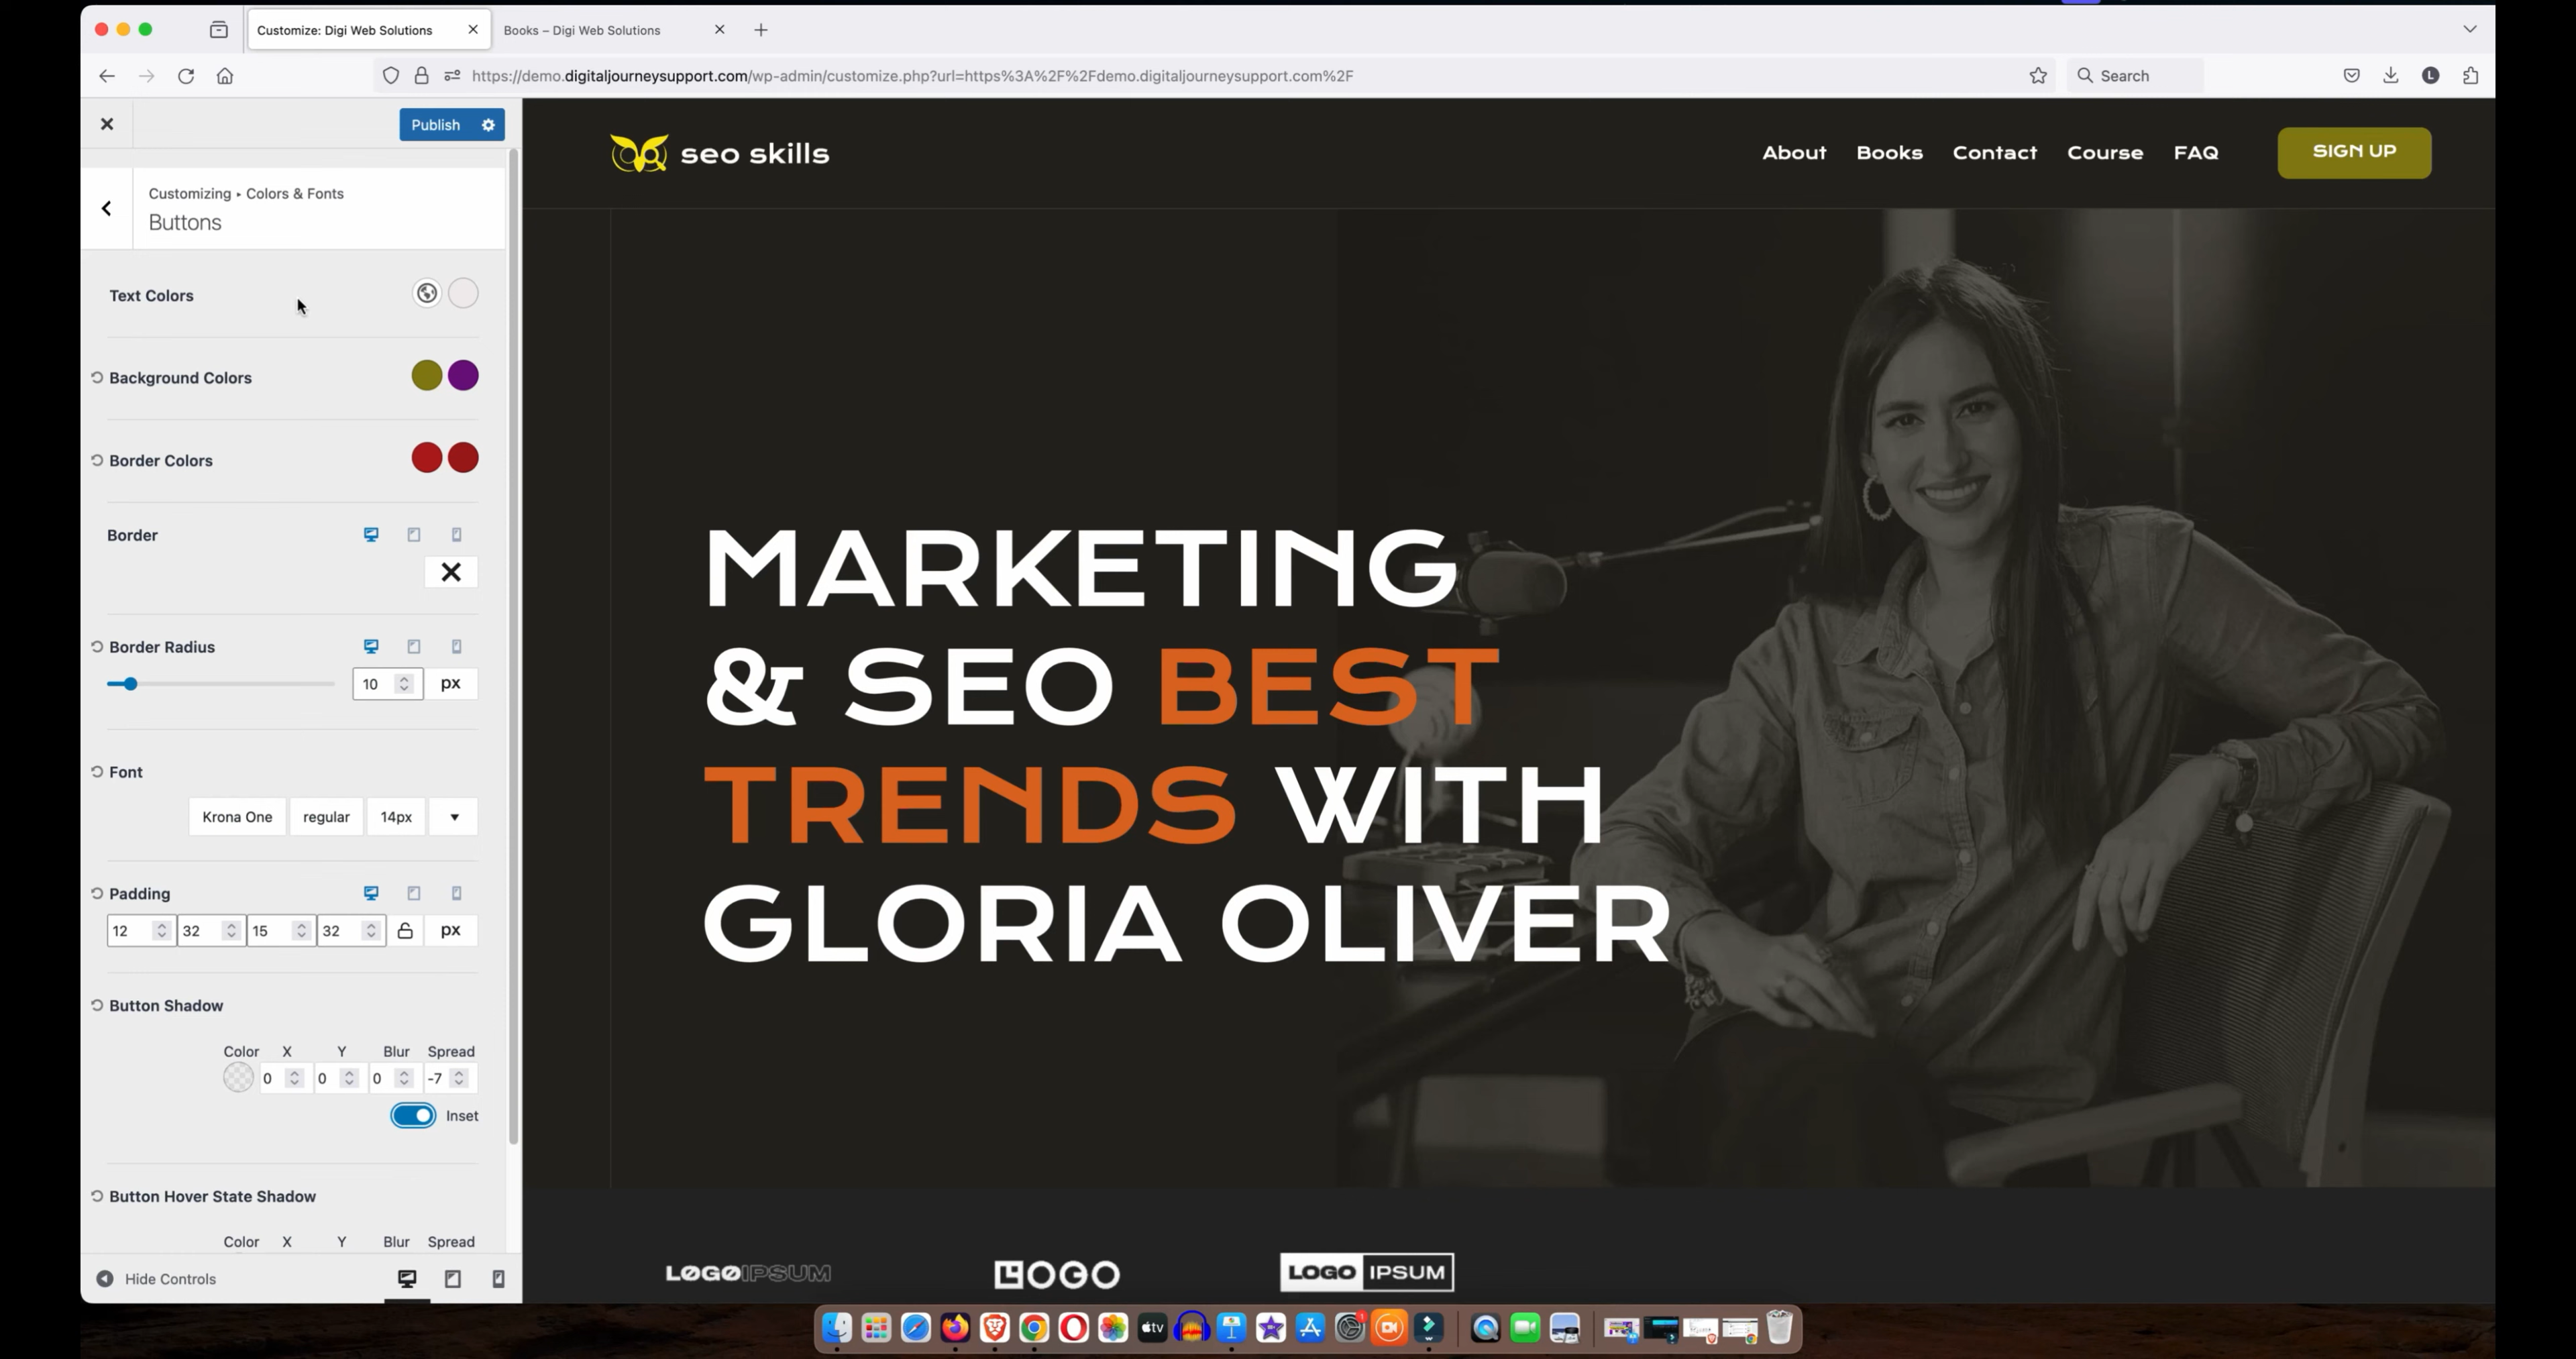 Customize: Digi Web Solutions
Books – Digi Web Solutions
https://demo.digitaljourneysupport.com/wp-admin/customize.php?url=https%3A%2F%2Fdemo.digitaljourneysupport.com%2F
Search
L
Publish
Customizing ▸ Colors & Fonts
Buttons
Text Colors
Background Colors
Border Colors
Border
Border Radius
10
px
Font
Krona One
regular
14px
Padding
12
32
15
32
px
Button Shadow
Color X Y Blur Spread
0 0 0 -7
Inset
Button Hover State Shadow
Color X Y Blur Spread
Hide Controls
seo skills
About
Books
Contact
Course
FAQ
SIGN UP
MARKETING
& SEO BEST
TRENDS WITH
GLORIA OLIVER
LOGOIPSUM
LOGO
LOGO IPSUM
tv
1